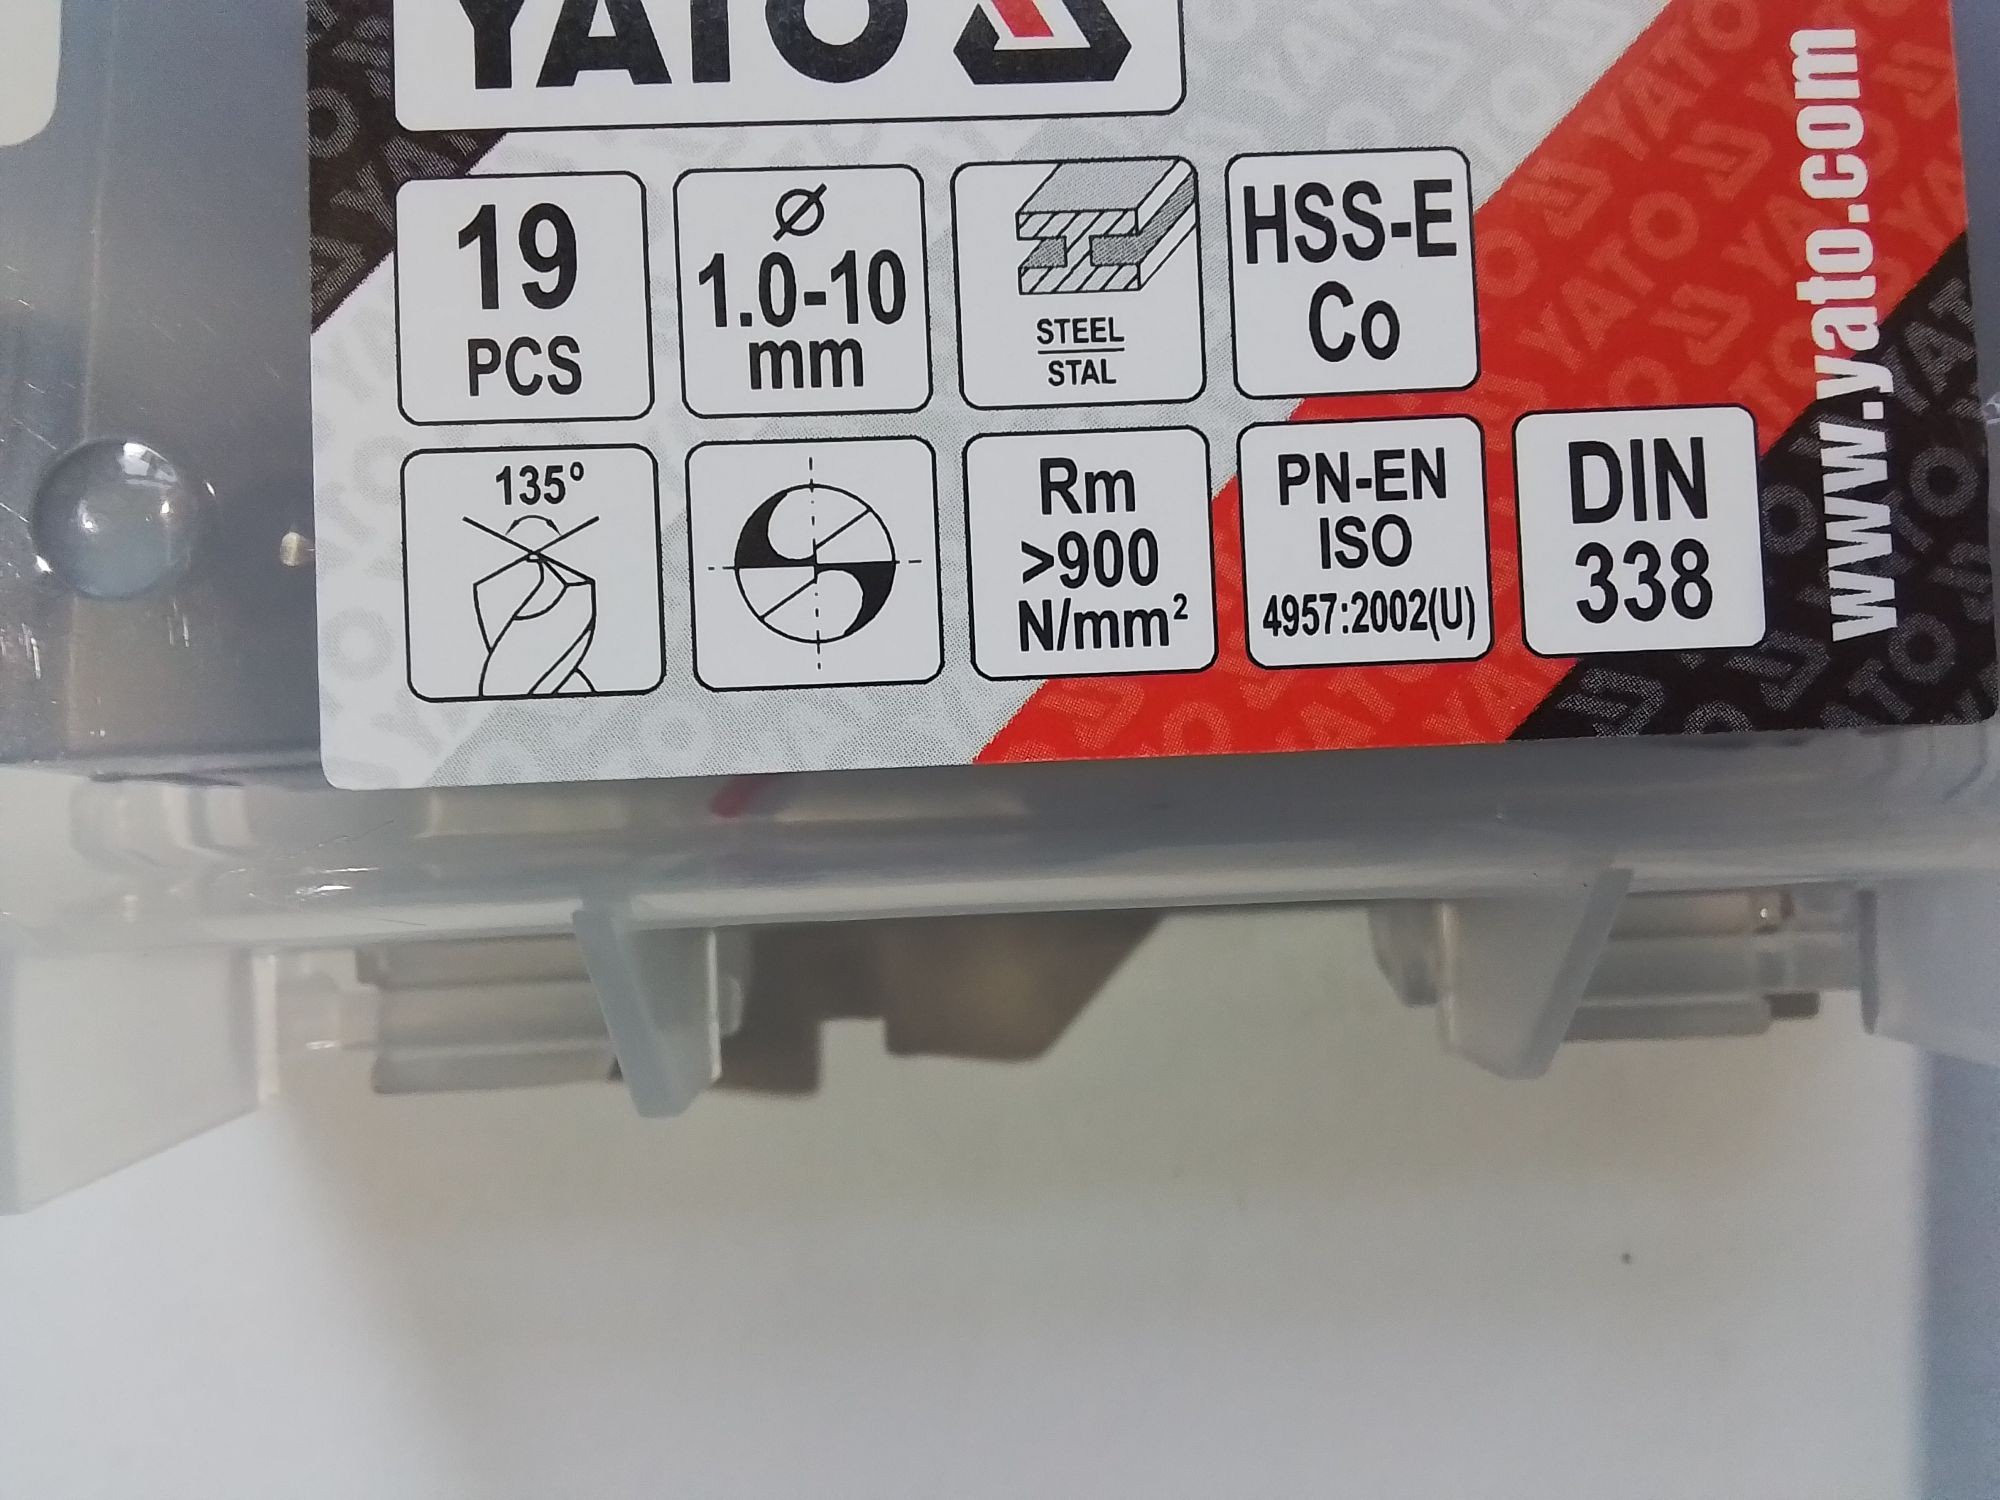 YATO
19
PCS
Ø
1.0-10
mm
STEEL
STAL
HSS-E
Co
135°
Rm
>900
N/mm²
PN-EN
ISO
4957:2002(U)
DIN
338
www.yato.com